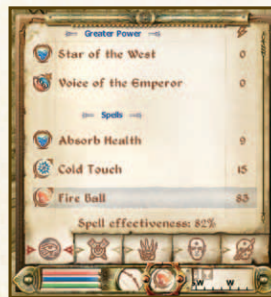 Greater Power
Star of the West 0
Voice of the Emperor 0
Spells
Absorb Health 9
Cold Touch 15
Fire Ball 83
Spell effectiveness: 82%
SW W